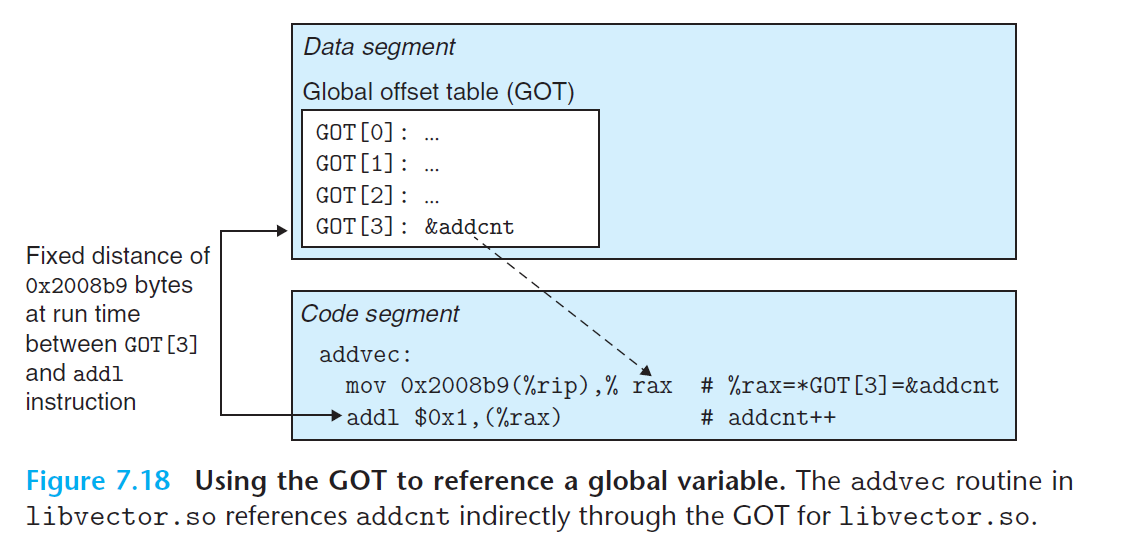 Data segment
Global offset table (GOT)
GOT[0]: ...
GOT[1]: ...
GOT[2]: ...
GOT[3]: &addcnt
Fixed distance of
0x2008b9 bytes
at run time
between GOT[3]
and addl
instruction
Code segment
addvec:
mov 0x2008b9(%rip),% rax # %rax=*GOT[3]=&addcnt
addl $0x1,(%rax) # addcnt++
Figure 7.18 Using the GOT to reference a global variable. The addvec routine in
libvector.so references addcnt indirectly through the GOT for libvector.so.